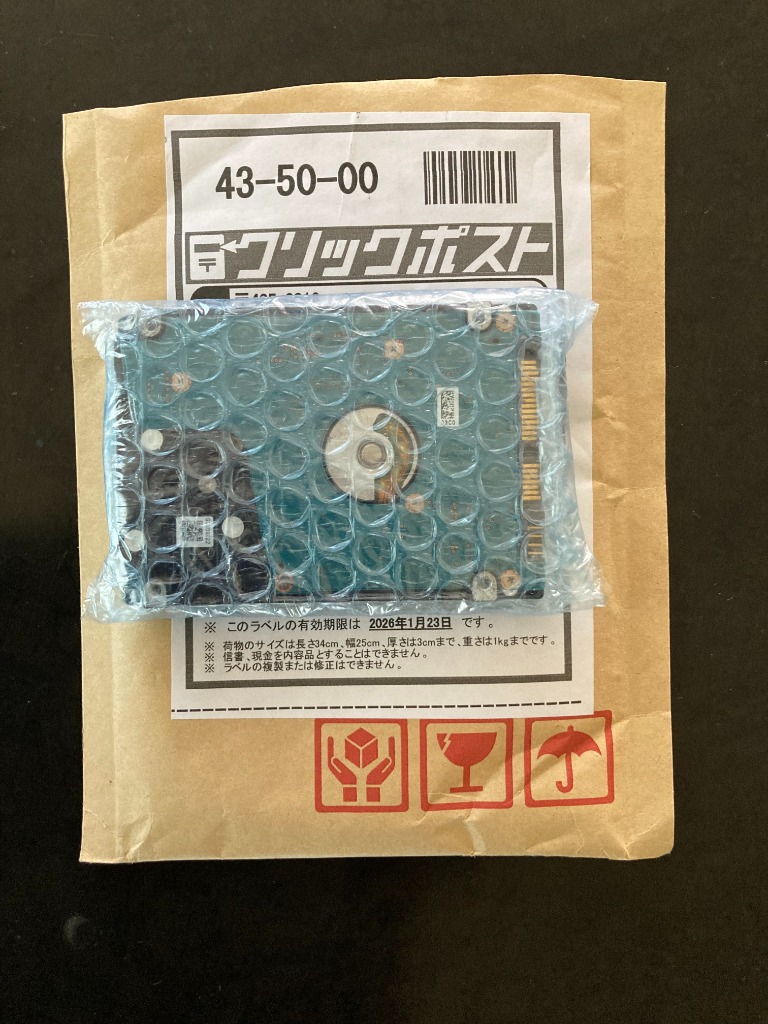 43-50-00
クリックポスト
※ このラベルの有効期限は 2026年1月23日 です。
※ 荷物のサイズは長さ34cm、幅25cm、厚さは3cmまで、重さは1kgまでです。
※ 信書、現金を内容品とすることはできません。
※ ラベルの複製または修正はできません。